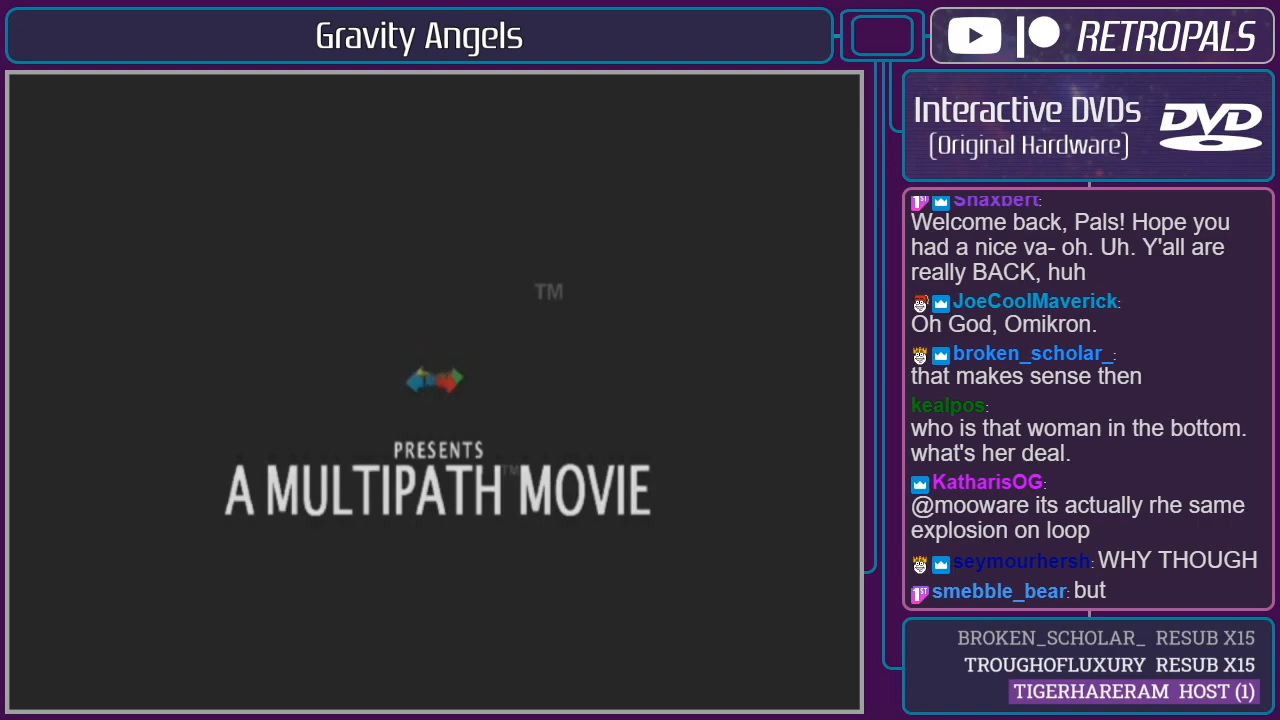 Gravity Angels
RETROPALS
Interactive DVDs
(Original Hardware)
DVD
TM
PRESENTS
A MULTIPATH™ MOVIE
Shaxbert:
Welcome back, Pals! Hope you
had a nice va- oh. Uh. Y'all are
really BACK, huh
JoeCoolMaverick:
Oh God, Omikron.
broken_scholar_:
that makes sense then
kealpos:
who is that woman in the bottom.
what's her deal.
KatharisOG:
@mooware its actually rhe same
explosion on loop
seymourhersh: WHY THOUGH
1ST smebble_bear: but
BROKEN_SCHOLAR_ RESUB X15
TROUGHOFLUXURY RESUB X15
TIGERHARERAM HOST (1)